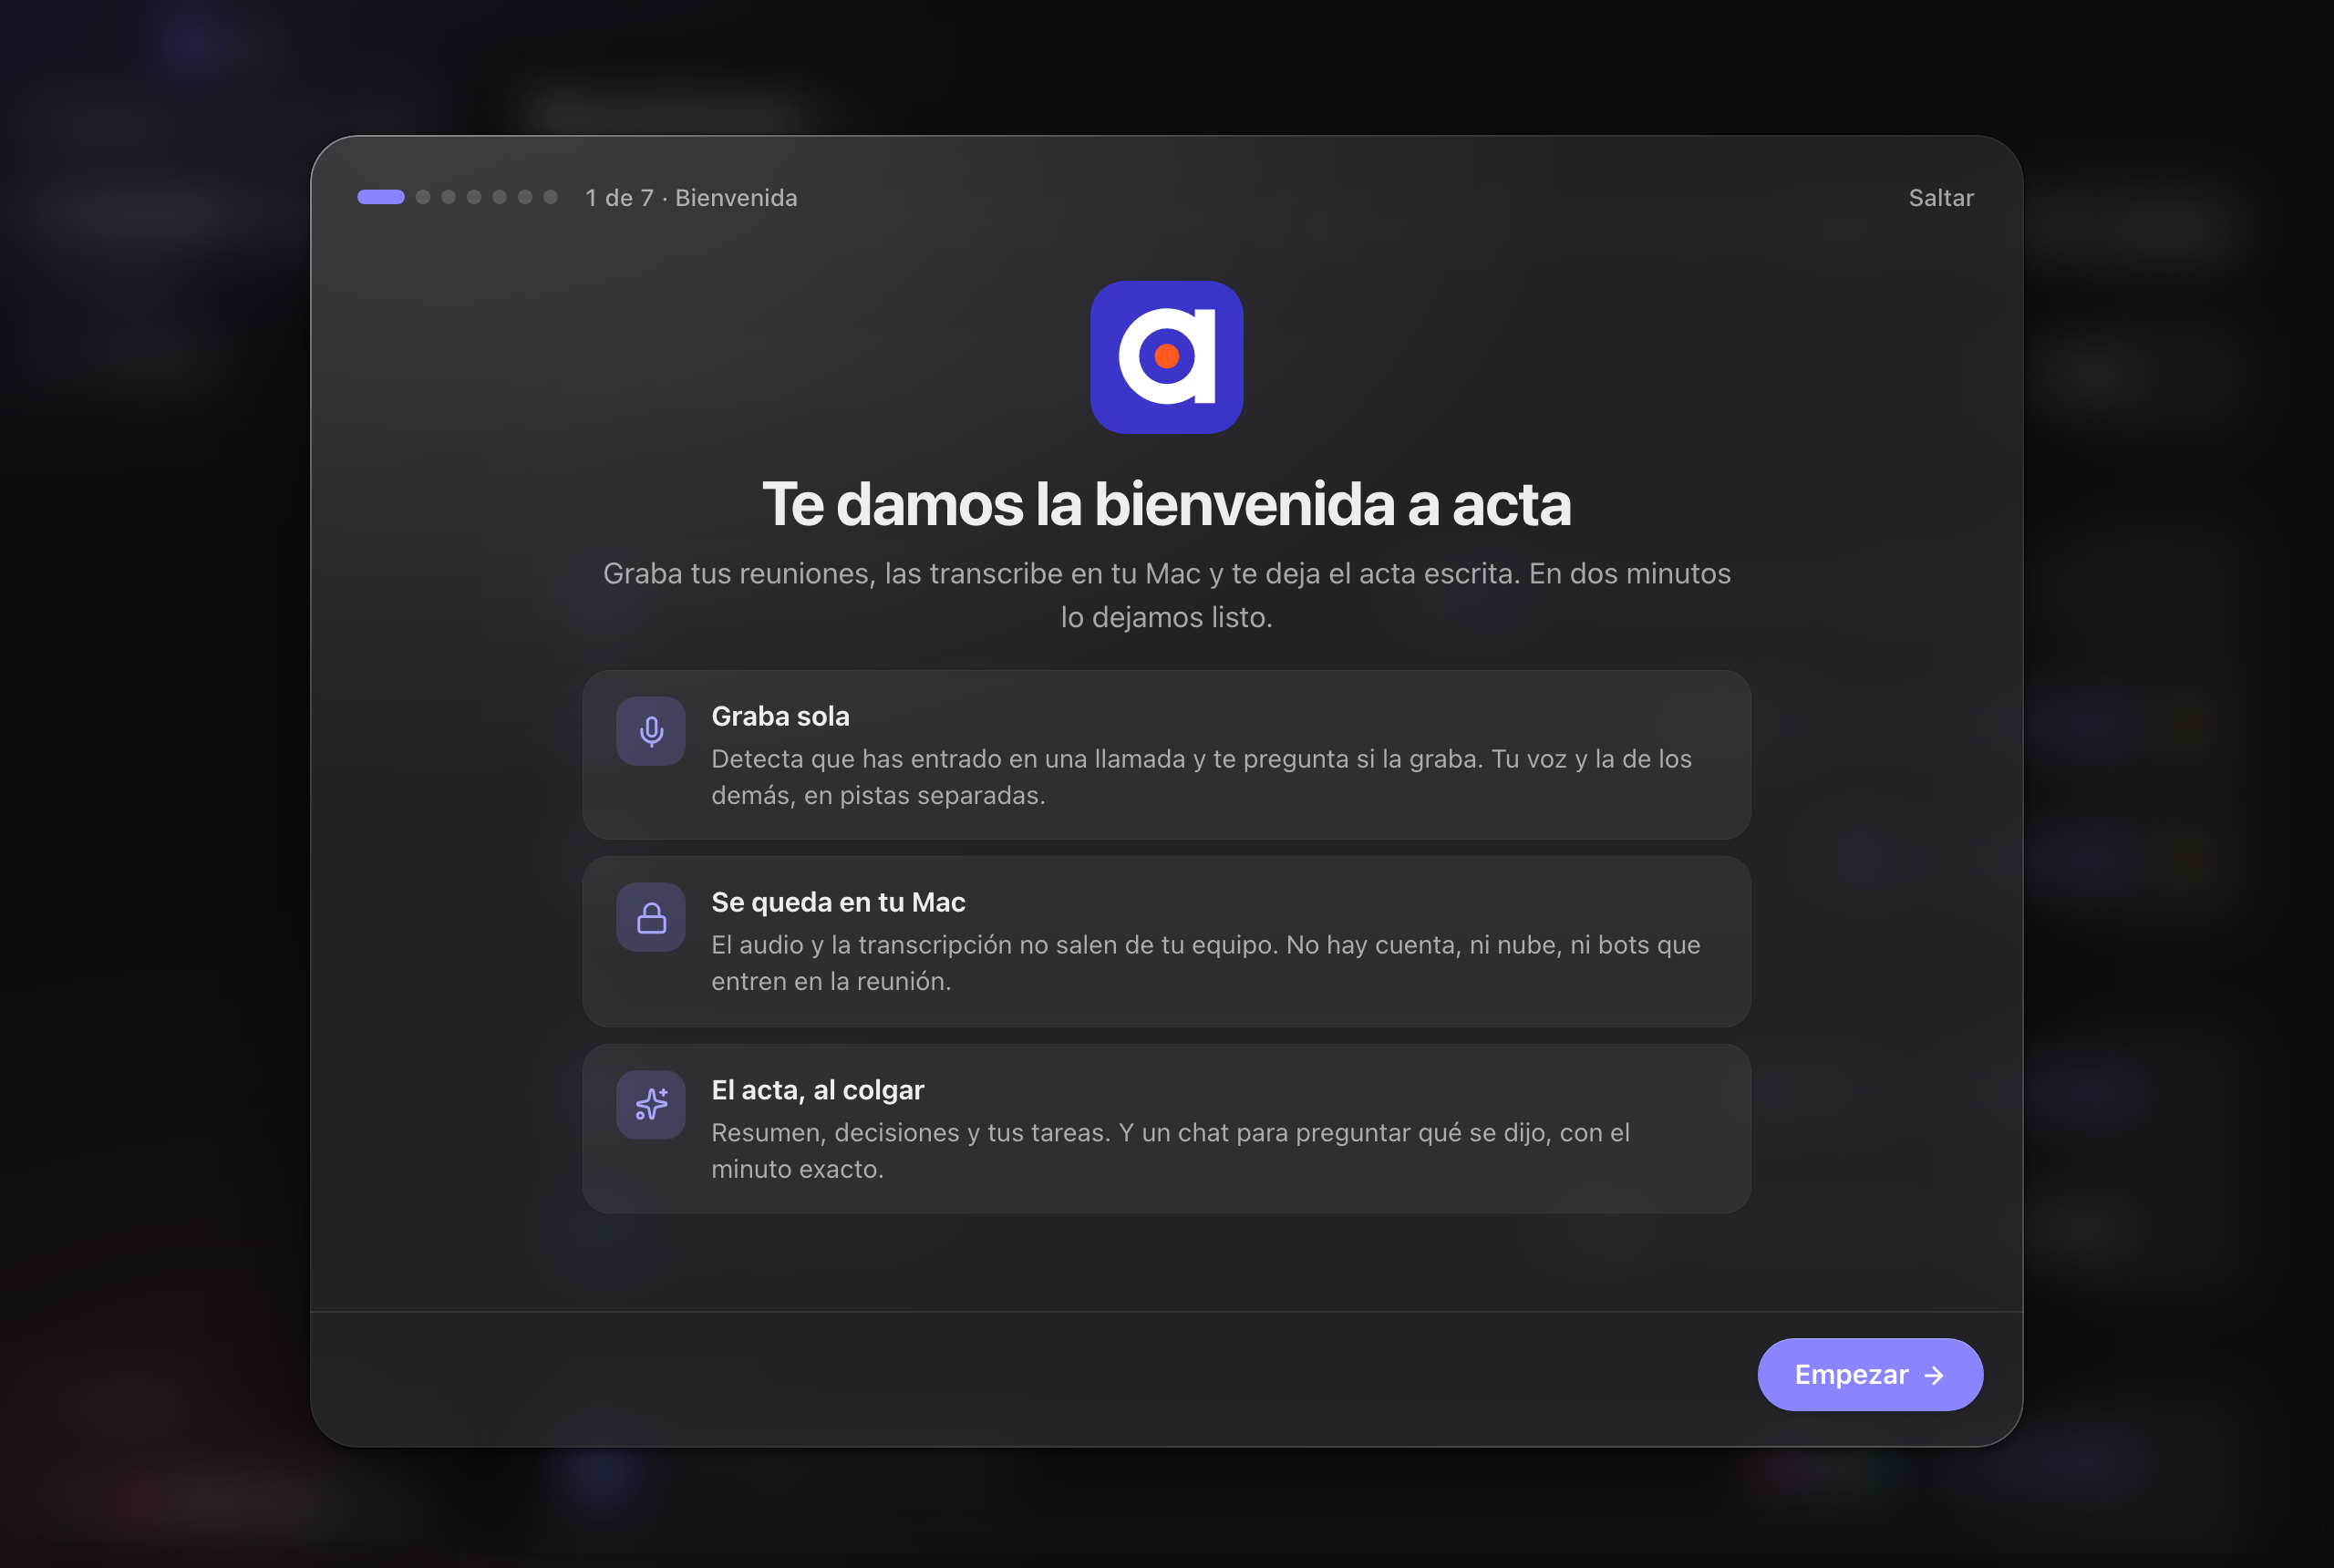 1 de 7 · Bienvenida
Saltar
Te damos la bienvenida a acta
Graba tus reuniones, las transcribe en tu Mac y te deja el acta escrita. En dos minutos
lo dejamos listo.
Graba sola
Detecta que has entrado en una llamada y te pregunta si la graba. Tu voz y la de los
demás, en pistas separadas.
Se queda en tu Mac
El audio y la transcripción no salen de tu equipo. No hay cuenta, ni nube, ni bots que
entren en la reunión.
El acta, al colgar
Resumen, decisiones y tus tareas. Y un chat para preguntar qué se dijo, con el
minuto exacto.
Empezar